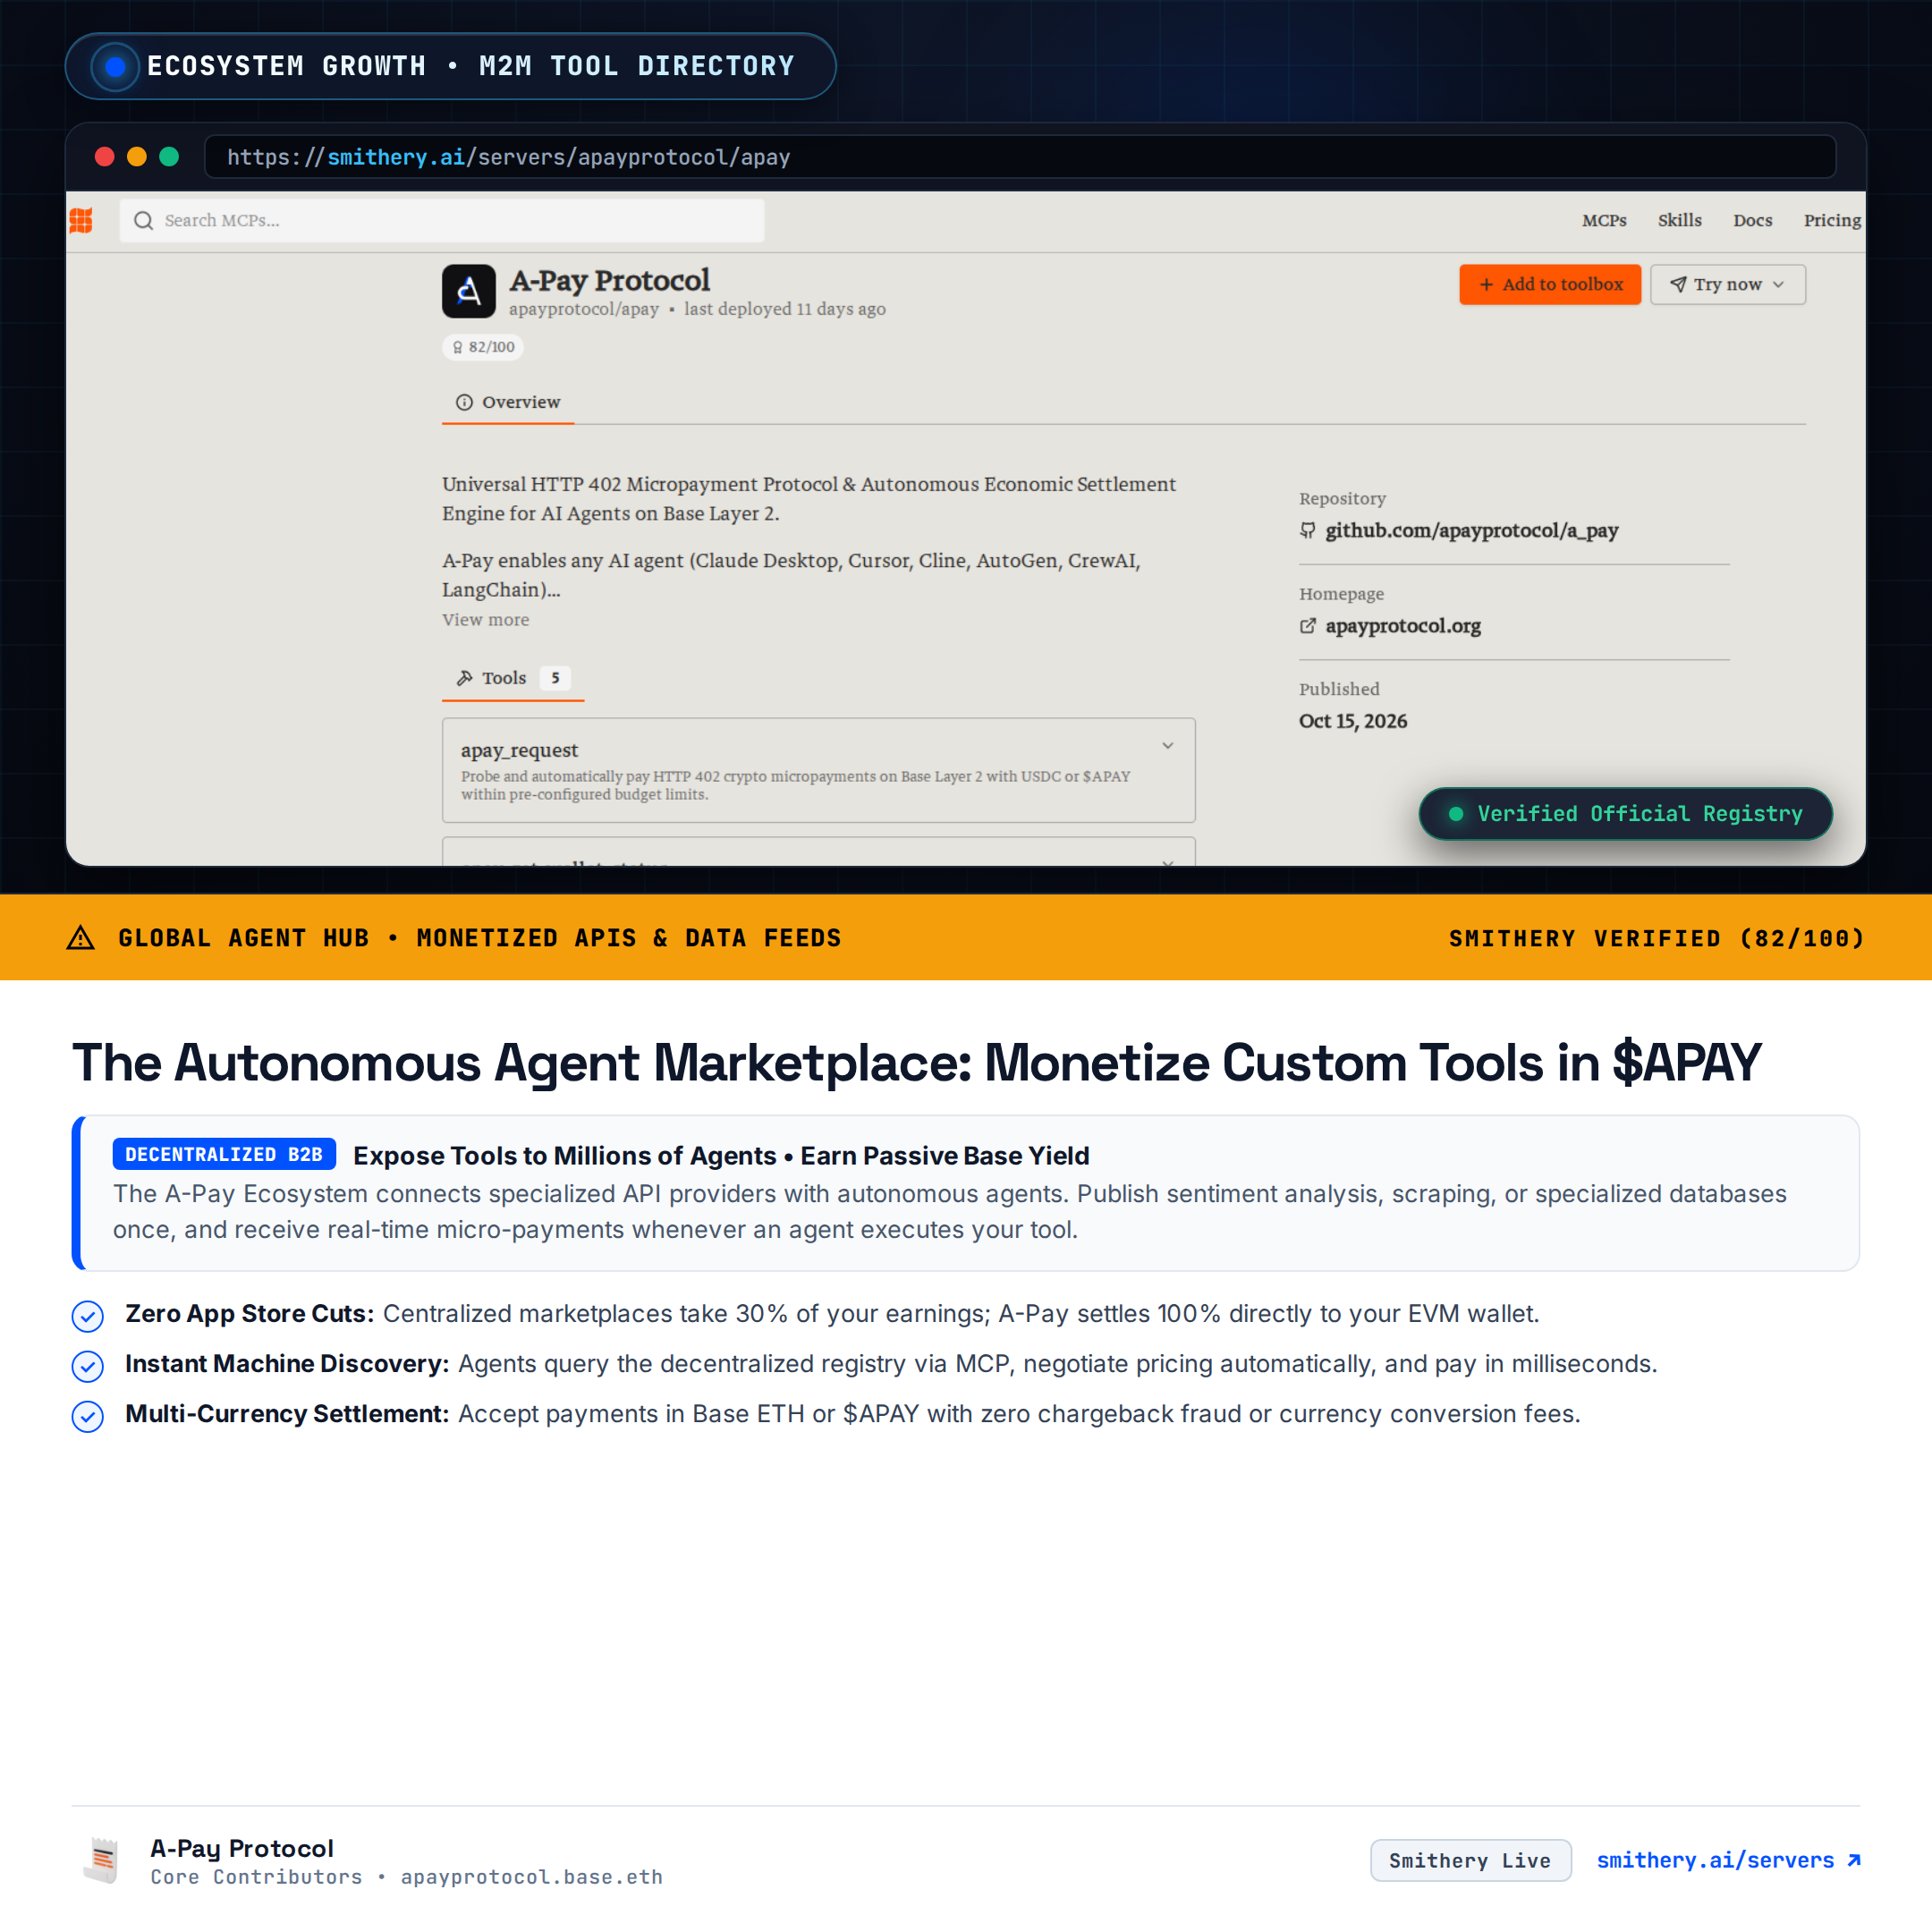 ECOSYSTEM GROWTH • M2M TOOL DIRECTORY
https://smithery.ai/servers/apayprotocol/apay
Search MCPs...
MCPs
Skills
Docs
Pricing
A-Pay Protocol
apayprotocol/apay • last deployed 11 days ago
+ Add to toolbox
Try now
82/100
Overview
Universal HTTP 402 Micropayment Protocol & Autonomous Economic Settlement
Engine for AI Agents on Base Layer 2.
A-Pay enables any AI agent (Claude Desktop, Cursor, Cline, AutoGen, CrewAI,
LangChain)...
View more
Repository
github.com/apayprotocol/a_pay
Homepage
apayprotocol.org
Published
Oct 15, 2026
Tools 5
apay_request
Probe and automatically pay HTTP 402 crypto micropayments on Base Layer 2 with USDC or $APAY
within pre-configured budget limits.
Verified Official Registry
GLOBAL AGENT HUB • MONETIZED APIS & DATA FEEDS
SMITHERY VERIFIED (82/100)
The Autonomous Agent Marketplace: Monetize Custom Tools in $APAY
DECENTRALIZED B2B Expose Tools to Millions of Agents • Earn Passive Base Yield
The A-Pay Ecosystem connects specialized API providers with autonomous agents. Publish sentiment analysis, scraping, or specialized databases
once, and receive real-time micro-payments whenever an agent executes your tool.
Zero App Store Cuts: Centralized marketplaces take 30% of your earnings; A-Pay settles 100% directly to your EVM wallet.
Instant Machine Discovery: Agents query the decentralized registry via MCP, negotiate pricing automatically, and pay in milliseconds.
Multi-Currency Settlement: Accept payments in Base ETH or $APAY with zero chargeback fraud or currency conversion fees.
A-Pay Protocol
Core Contributors • apayprotocol.base.eth
Smithery Live
smithery.ai/servers ↗